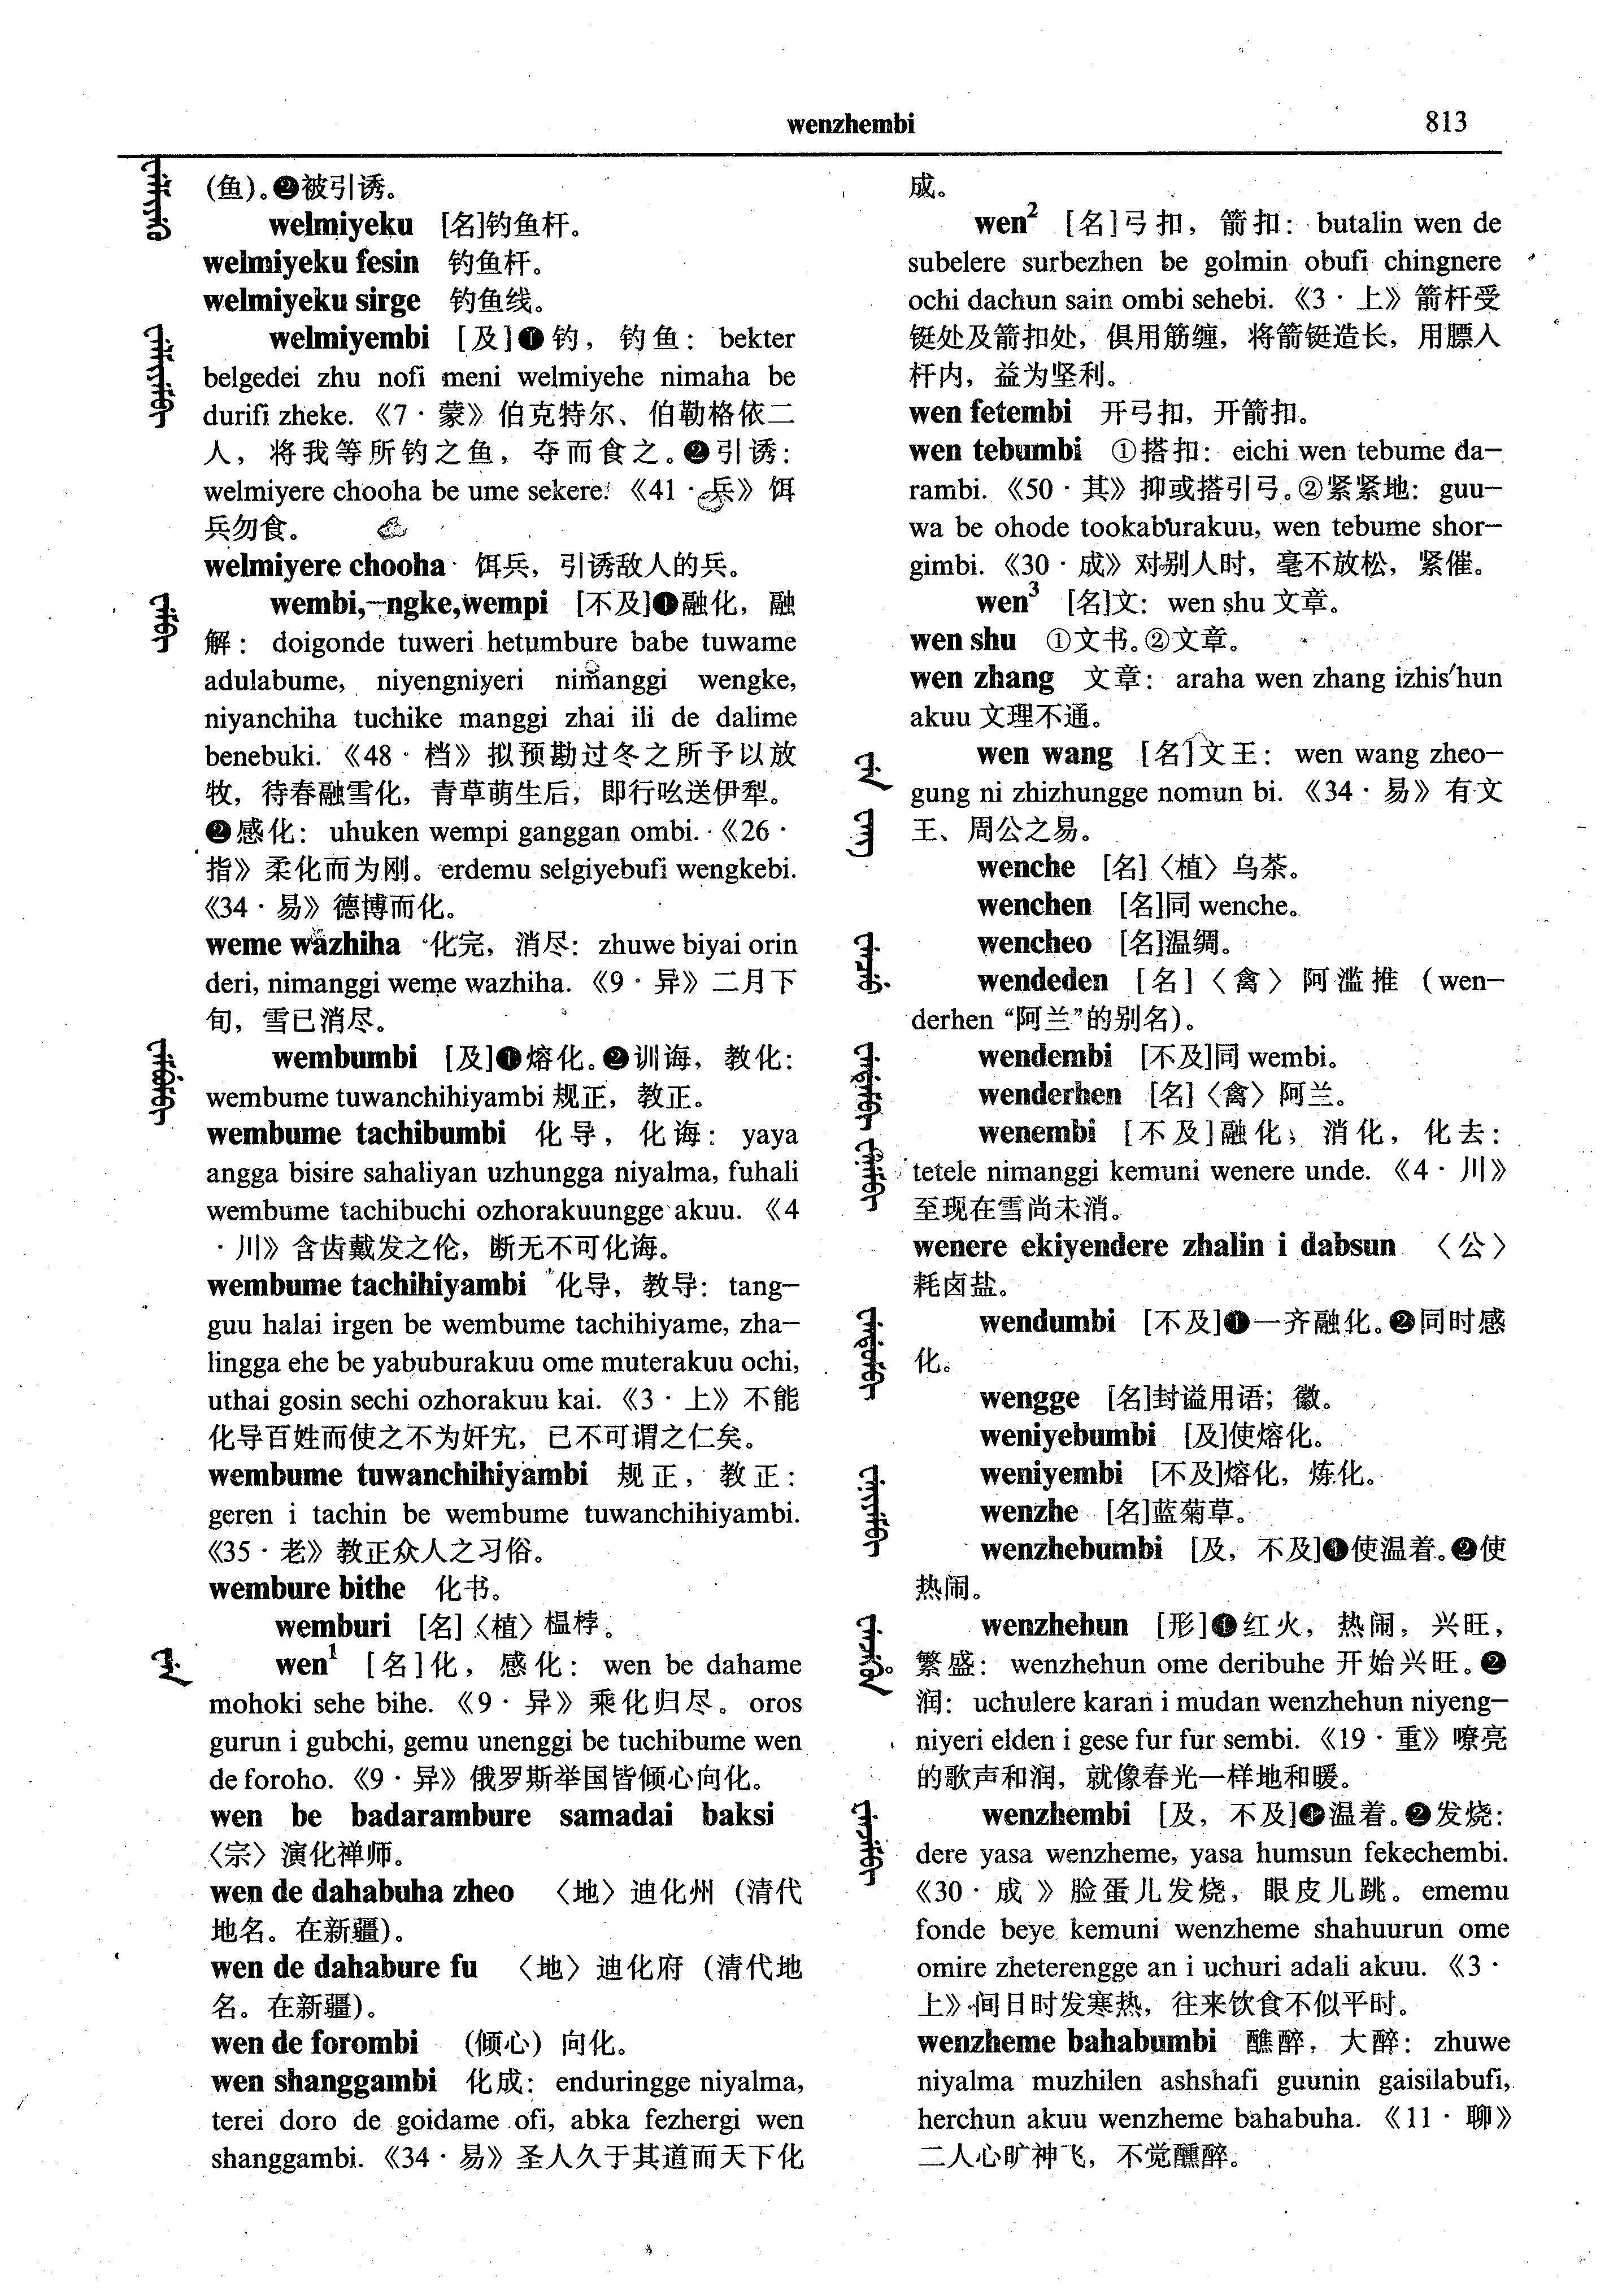 wenzhembi
813
(鱼)。❷被引诱。
welmiyeku [名]钓鱼杆。
welmiyeku fesin 钓鱼杆。
welmiyeku sirge 钓鱼线。
welmiyembi [及]❶钓，钓鱼：bekter
belgedei zhu nofi meni welmiyehe nimaha be
durifi zheke.《7·蒙》伯克特尔、伯勒格依二
人，将我等所钓之鱼，夺而食之。❷引诱：
welmiyere chooha be ume sekere.《41·兵》饵
兵勿食。
welmiyere chooha 饵兵，引诱敌人的兵。
wembi,–ngke,wempi [不及]❶融化，融
解：doigonde tuweri hetumbure babe tuwame
adulabume, niyengniyeri nimanggi wengke,
niyanchiha tuchike manggi zhai ili de dalime
benebuki.《48·档》拟预勘过冬之所予以放
牧，待春融雪化，青草萌生后，即行吆送伊犁。
❷感化：uhuken wempi ganggan ombi.《26·
指》柔化而为刚。erdemu selgiyebufi wengkebi.
《34·易》德博而化。
weme wazhiha 化完，消尽：zhuwe biyai orin
deri, nimanggi weme wazhiha.《9·异》二月下
旬，雪已消尽。
wembumbi [及]❶熔化。❷训诲，教化：
wembume tuwanchihiyambi 规正，教正。
wembume tachibumbi 化导，化诲：yaya
angga bisire sahaliyan uzhungga niyalma, fuhali
wembume tachibuchi ozhorakuungge akuu.《4
·川》含齿戴发之伦，断无不可化诲。
wembume tachihiyambi 化导，教导：tang–
guu halai irgen be wembume tachihiyame, zha–
lingga ehe be yabuburakuu ome muterakuu ochi,
uthai gosin sechi ozhorakuu kai.《3·上》不能
化导百姓而使之不为奸宄，已不可谓之仁矣。
wembume tuwanchihiyambi 规正，教正：
geren i tachin be wembume tuwanchihiyambi.
《35·老》教正众人之习俗。
wembure bithe 化书。
wemburi [名]〈植〉榅桲。
wen¹ [名]化，感化：wen be dahame
mohoki sehe bihe.《9·异》乘化归尽。oros
gurun i gubchi, gemu unenggi be tuchibume wen
de foroho.《9·异》俄罗斯举国皆倾心向化。
wen be badarambure samadai baksi
〈宗〉演化禅师。
wen de dahabuha zheo 〈地〉迪化州（清代
地名。在新疆）。
wen de dahabure fu 〈地〉迪化府（清代地
名。在新疆）。
wen de forombi （倾心）向化。
wen shanggambi 化成：enduringge niyalma,
terei doro de goidame ofi, abka fezhergi wen
shanggambi.《34·易》圣人久于其道而天下化
成。
wen² [名]弓扣，箭扣：butalin wen de
subelere surbezhen be golmin obufi chingnere
ochi dachun sain ombi sehebi.《3·上》箭杆受
铤处及箭扣处，俱用筋缠，将箭铤造长，用膘入
杆内，益为坚利。
wen fetembi 开弓扣，开箭扣。
wen tebumbi ①搭扣：eichi wen tebume da–
rambi.《50·其》抑或搭引弓。②紧紧地：guu–
wa be ohode tookaburakuu, wen tebume shor–
gimbi.《30·成》对别人时，毫不放松，紧催。
wen³ [名]文：wen shu 文章。
wen shu ①文书。②文章。
wen zhang 文章：araha wen zhang izhis'hun
akuu 文理不通。
wen wang [名]文王：wen wang zheo–
gung ni zhizhungge nomun bi.《34·易》有文
王、周公之易。
wenche [名]〈植〉乌茶。
wenchen [名]同 wenche。
wencheo [名]温绸。
wendeden [名]〈禽〉阿滥推（wen–
derhen “阿兰”的别名）。
wendembi [不及]同 wembi。
wenderhen [名]〈禽〉阿兰。
wenembi [不及]融化，消化，化去：
tetele nimanggi kemuni wenere unde.《4·川》
至现在雪尚未消。
wenere ekiyendere zhalin i dabsun 〈公〉
耗卤盐。
wendumbi [不及]❶一齐融化。❷同时感
化。
wengge [名]封谥用语；徽。
weniyebumbi [及]使熔化。
weniyembi [不及]熔化，炼化。
wenzhe [名]蓝菊草。
wenzhebumbi [及，不及]❶使温着。❷使
热闹。
wenzhehun [形]❶红火，热闹，兴旺，
繁盛：wenzhehun ome deribuhe 开始兴旺。❷
润：uchulere karan i mudan wenzhehun niyeng–
niyeri elden i gese fur fur sembi.《19·重》嘹亮
的歌声和润，就像春光一样地和暖。
wenzhembi [及，不及]❶温着。❷发烧：
dere yasa wenzheme, yasa humsun fekechembi.
《30·成》脸蛋儿发烧，眼皮儿跳。ememu
fonde beye kemuni wenzheme shahuurun ome
omire zheterengge an i uchuri adali akuu.《3·
上》间日时发寒热，往来饮食不似平时。
wenzheme bahabumbi 醮醉，大醉：zhuwe
niyalma muzhilen ashshafi guunin gaisilabufi,
herchun akuu wenzheme bahabuha.《11·聊》
二人心旷神飞，不觉醺醉。